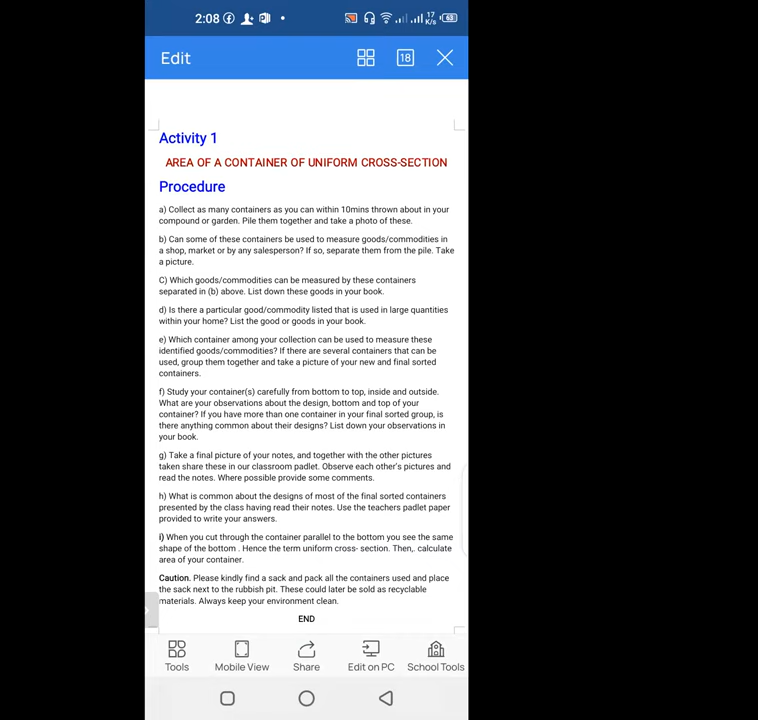 2:08
17
K/s
63
Edit
18
Activity 1
AREA OF A CONTAINER OF UNIFORM CROSS-SECTION
Procedure
a) Collect as many containers as you can within 10mins thrown about in your
compound or garden. Pile them together and take a photo of these.
b) Can some of these containers be used to measure goods/commodities in
a shop, market or by any salesperson? If so, separate them from the pile. Take
a picture.
C) Which goods/commodities can be measured by these containers
separated in (b) above. List down these goods in your book.
d) Is there a particular good/commodity listed that is used in large quantities
within your home? List the good or goods in your book.
e) Which container among your collection can be used to measure these
identified goods/commodities? If there are several containers that can be
used, group them together and take a picture of your new and final sorted
containers.
f) Study your container(s) carefully from bottom to top, inside and outside.
What are your observations about the design, bottom and top of your
container? If you have more than one container in your final sorted group, is
there anything common about their designs? List down your observations in
your book.
g) Take a final picture of your notes, and together with the other pictures
taken share these in our classroom padlet. Observe each other's pictures and
read the notes. Where possible provide some comments.
h) What is common about the designs of most of the final sorted containers
presented by the class having read their notes. Use the teachers padlet paper
provided to write your answers.
i) When you cut through the container parallel to the bottom you see the same
shape of the bottom . Hence the term uniform cross- section. Then,. calculate
area of your container.
Caution. Please kindly find a sack and pack all the containers used and place
the sack next to the rubbish pit. These could later be sold as recyclable
materials. Always keep your environment clean.
END
Tools
Mobile View
Share
Edit on PC
School Tools